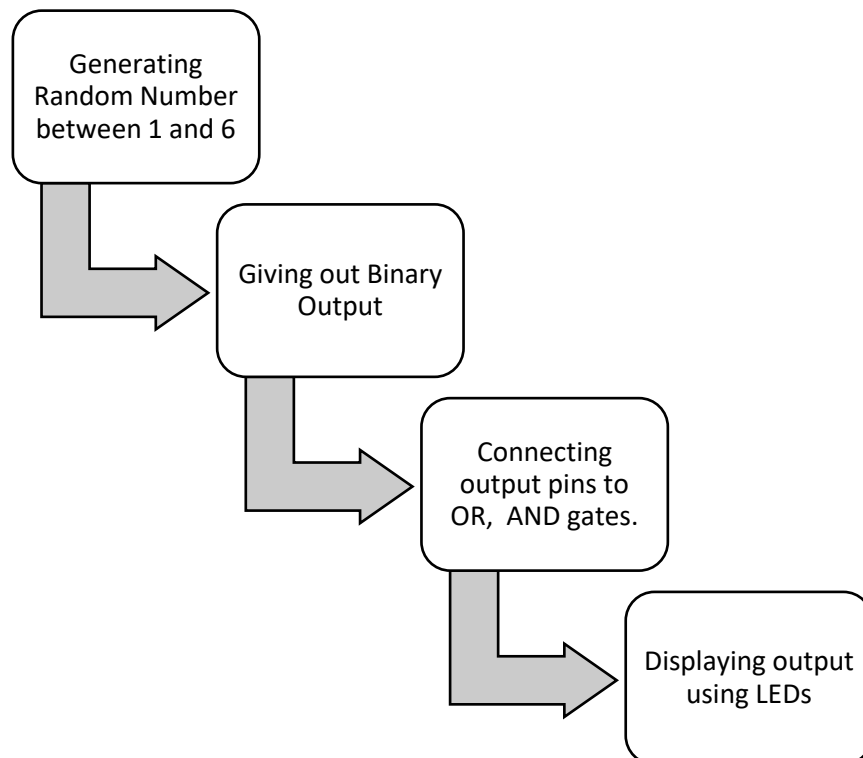 Generating
Random Number
between 1 and 6
Giving out Binary
Output
Connecting
output pins to
OR, AND gates.
Displaying output
using LEDs